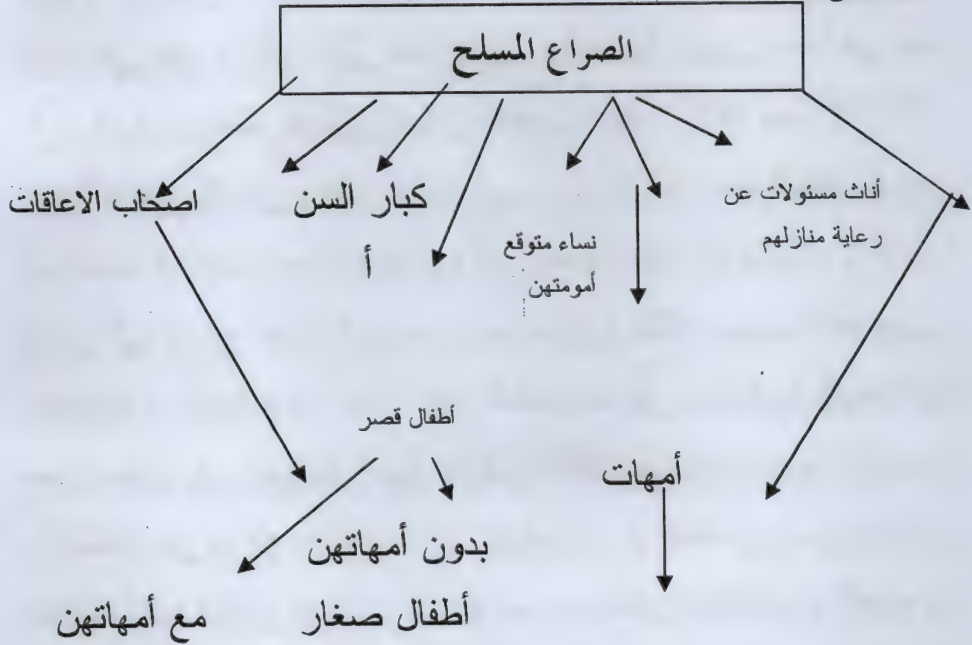 الصراع المسلح
أناث مسئولات عن
رعاية منازلهم
نساء متوقع
أمومتهن
كبار السن
أ
اصحاب الاعاقات
أطفال قصر
أمهات
بدون أمهاتهن
أطفال صغار
مع أمهاتهن